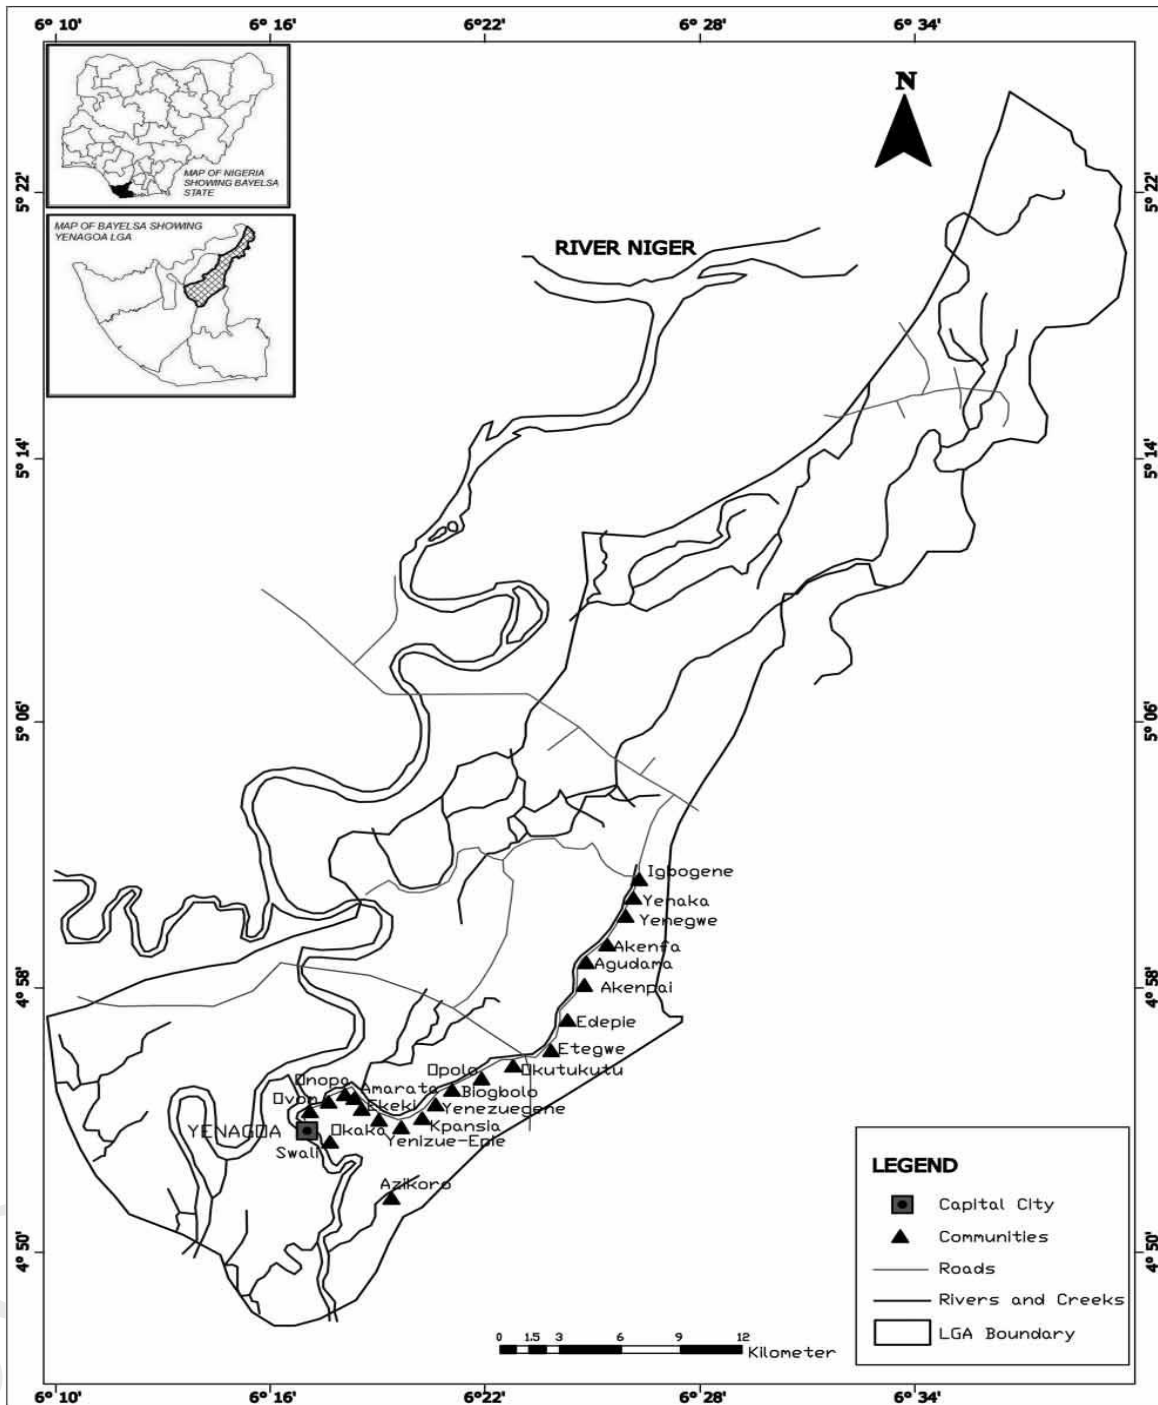 6° 10'
6° 16'
6°22'
6° 28'
6° 34'
N
MAP OF NIGERIA
SHOWING BAYELSA
STATE
5° 22'
5° 22'
MAP OF BAYELSA SHOWING
YENAGOA LGA
RIVER NIGER
5° 14'
5° 14'
5° 06'
5° 06'
Igbogene
Yenaka
Yenegwe
Akenfa
Agudama
4° 58'
4° 58'
Akenpai
Edepie
Etegwe
Opolo
Okutukutu
Onopa
Amarata
Biogbolo
Ovom
Ekeki
Yenezuegene
YENAGOA
Okaka
Kpansia
Yenizue-Epie
Swali
Azikoro
LEGEND
Capital City
Communities
Roads
Rivers and Creeks
LGA Boundary
4° 50'
4° 50'
0 1.5 3 6 9 12
Kilometer
6° 10'
6° 16'
6° 22'
6° 28'
6° 34'